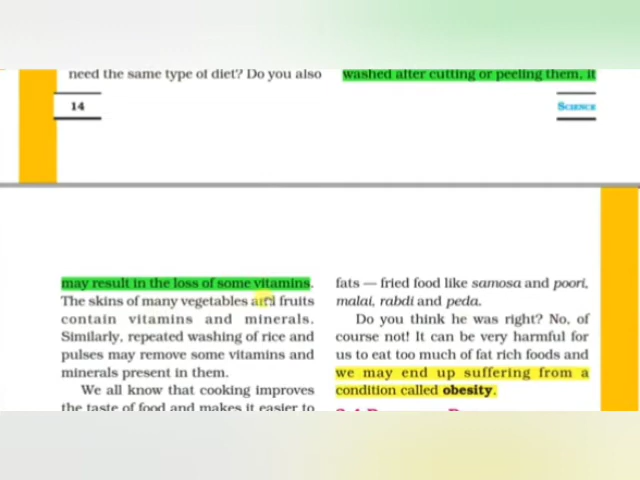 need the same type of diet? Do you also
washed after cutting or peeling them, it
14
SCIENCE
may result in the loss of some vitamins.
The skins of many vegetables and fruits
contain vitamins and minerals.
Similarly, repeated washing of rice and
pulses may remove some vitamins and
minerals present in them.
We all know that cooking improves
the taste of food and makes it easier to
fats — fried food like samosa and poori,
malai, rabdi and peda.
Do you think he was right? No, of
course not! It can be very harmful for
us to eat too much of fat rich foods and
we may end up suffering from a
condition called obesity.